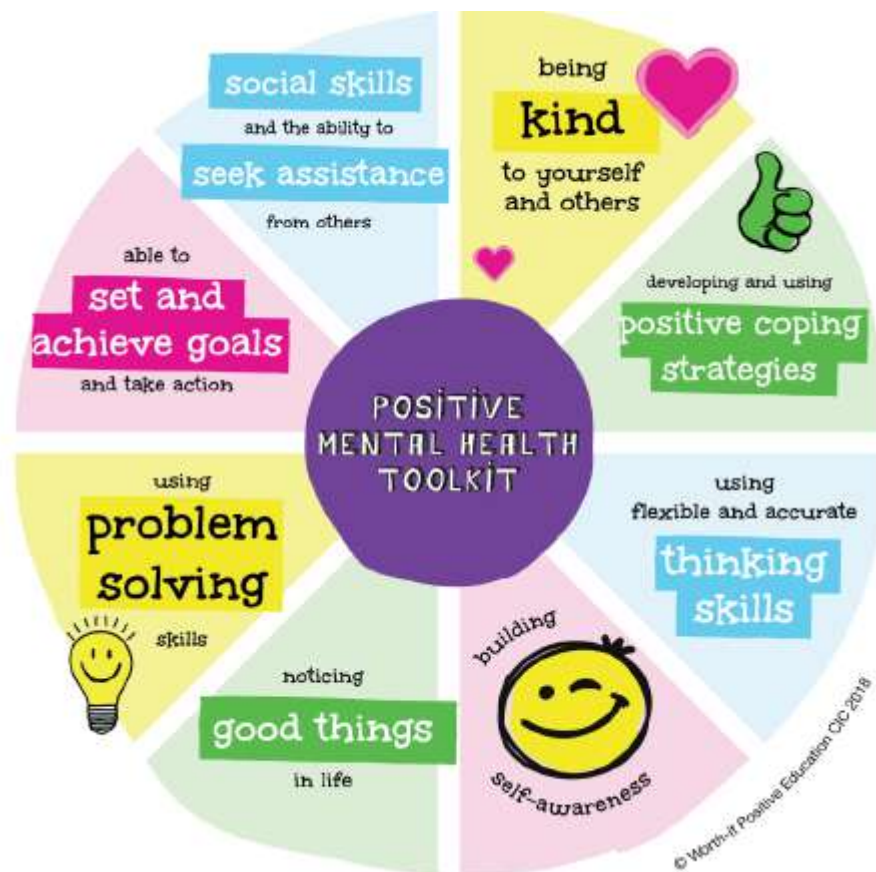 POSITIVE
MENTAL HEALTH
TOOLKIT
being
kind
to yourself
and others
developing and using
positive coping
strategies
using
flexible and accurate
thinking
skills
building
self-awareness
noticing
good things
in life
using
problem
solving
skills
able to
set and
achieve goals
and take action
social skills
and the ability to
seek assistance
from others
© Worth-it Positive Education CIC 2018